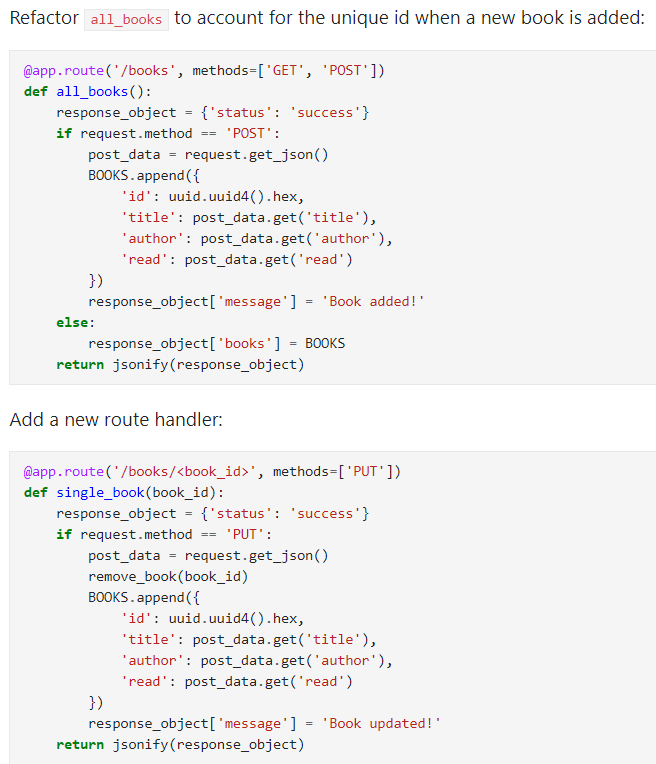 Refactor all_books to account for the unique id when a new book is added:
@app.route('/books', methods=['GET', 'POST'])
def all_books():
    response_object = {'status': 'success'}
    if request.method == 'POST':
        post_data = request.get_json()
        BOOKS.append({
            'id': uuid.uuid4().hex,
            'title': post_data.get('title'),
            'author': post_data.get('author'),
            'read': post_data.get('read')
        })
        response_object['message'] = 'Book added!'
    else:
        response_object['books'] = BOOKS
    return jsonify(response_object)
Add a new route handler:
@app.route('/books/<book_id>', methods=['PUT'])
def single_book(book_id):
    response_object = {'status': 'success'}
    if request.method == 'PUT':
        post_data = request.get_json()
        remove_book(book_id)
        BOOKS.append({
            'id': uuid.uuid4().hex,
            'title': post_data.get('title'),
            'author': post_data.get('author'),
            'read': post_data.get('read')
        })
        response_object['message'] = 'Book updated!'
    return jsonify(response_object)